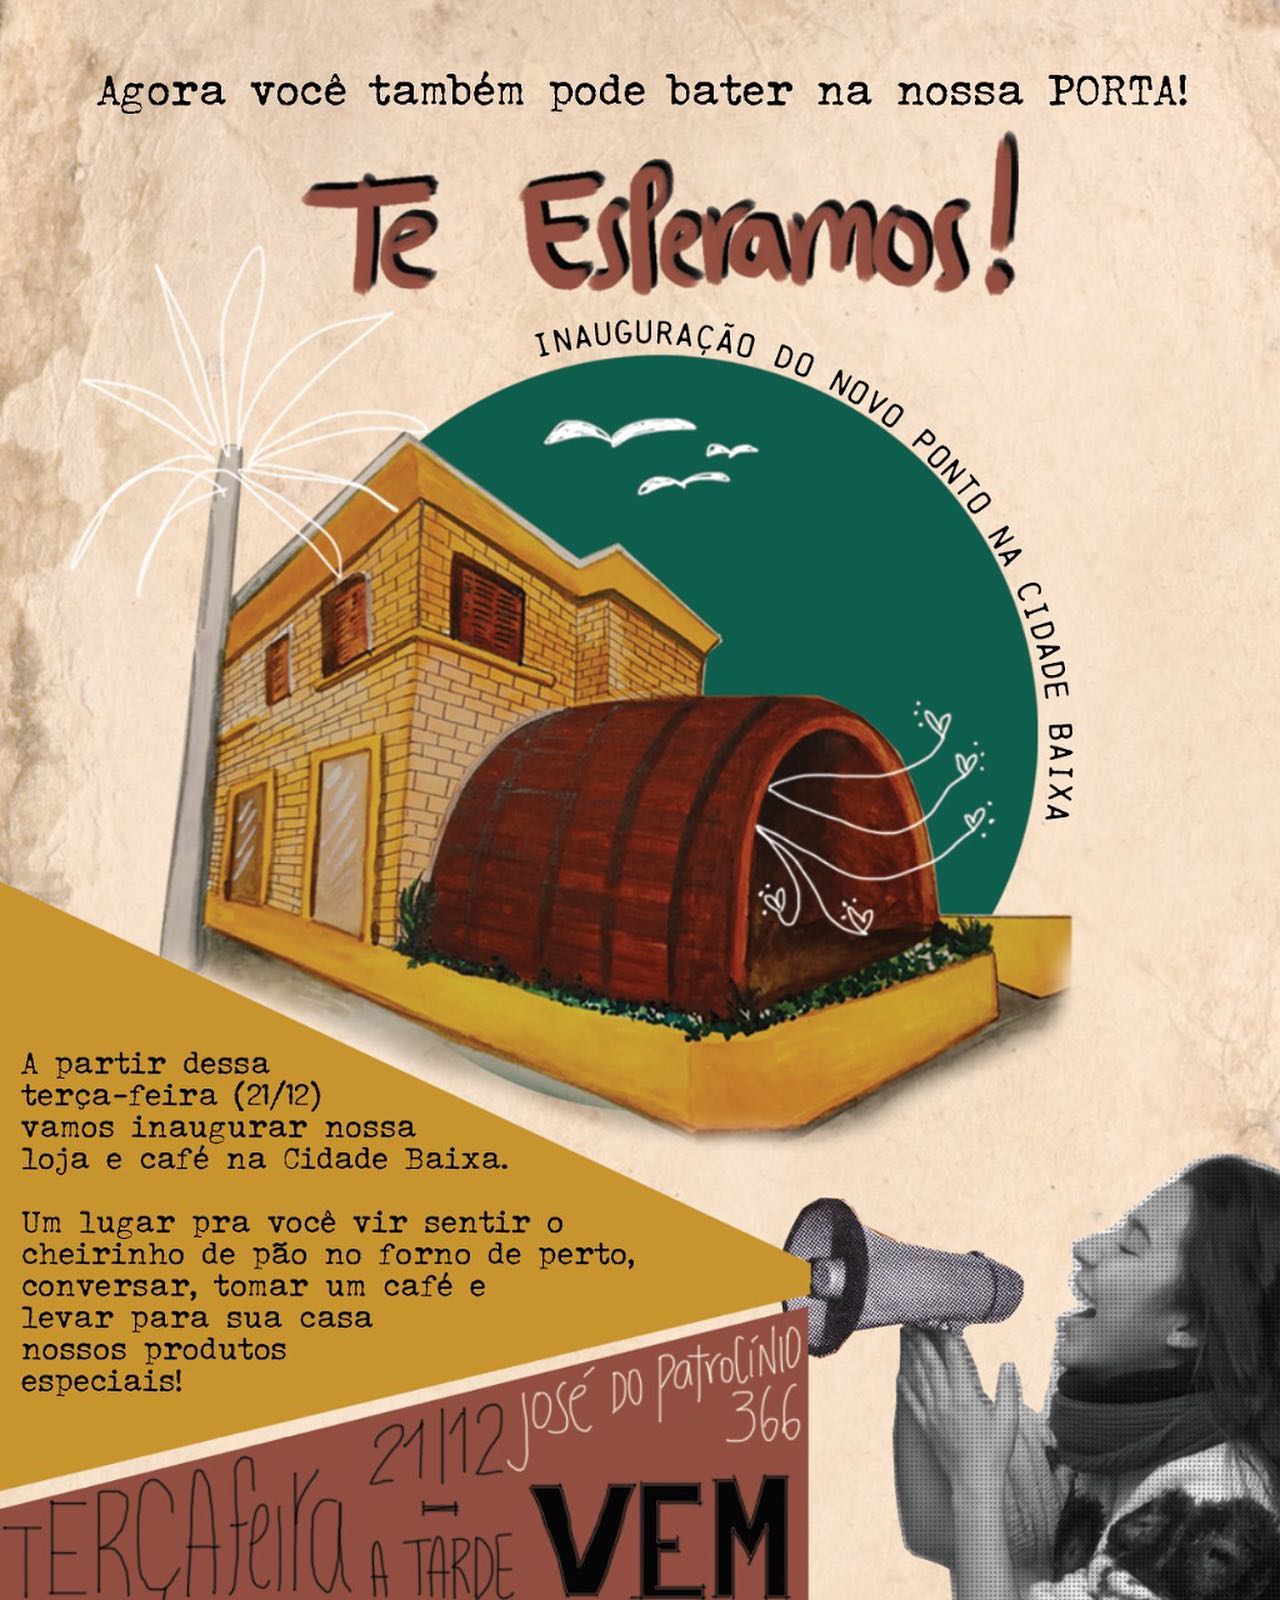 Agora você também pode bater na nossa PORTA!
Te Esperamos!
INAUGURAÇÃO DO NOVO PONTO NA CIDADE BAIXA
A partir dessa
terça-feira (21/12)
vamos inaugurar nossa
loja e café na Cidade Baixa.
Um lugar pra você vir sentir o
cheirinho de pão no forno de perto,
conversar, tomar um café e
levar para sua casa
nossos produtos
especiais!
José do Patrocínio
366
TERÇA feira
21/12
-
A TARDE
VEM